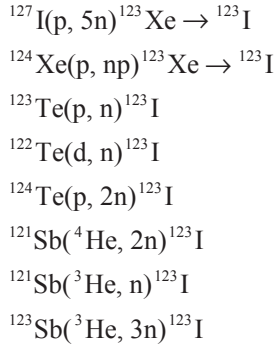 ¹²⁷I(p, 5n)¹²³Xe → ¹²³I
¹²⁴Xe(p, np)¹²³Xe → ¹²³I
¹²³Te(p, n)¹²³I
¹²²Te(d, n)¹²³I
¹²⁴Te(p, 2n)¹²³I
¹²¹Sb(⁴He, 2n)¹²³I
¹²¹Sb(³He, n)¹²³I
¹²³Sb(³He, 3n)¹²³I